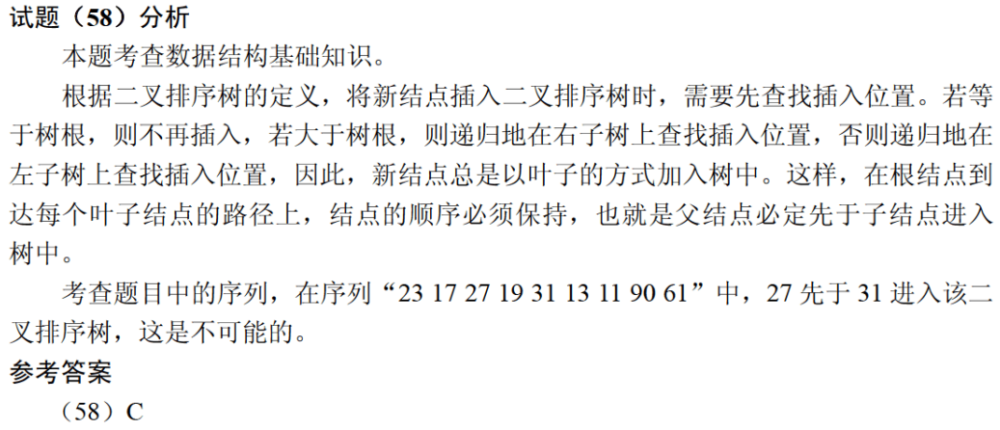 试题（58）分析
本题考查数据结构基础知识。
根据二叉排序树的定义，将新结点插入二叉排序树时，需要先查找插入位置。若等
于树根，则不再插入，若大于树根，则递归地在右子树上查找插入位置，否则递归地在
左子树上查找插入位置，因此，新结点总是以叶子的方式加入树中。这样，在根结点到
达每个叶子结点的路径上，结点的顺序必须保持，也就是父结点必定先于子结点进入
树中。
考查题目中的序列，在序列“23 17 27 19 31 13 11 90 61”中，27 先于 31 进入该二
叉排序树，这是不可能的。
参考答案
（58）C